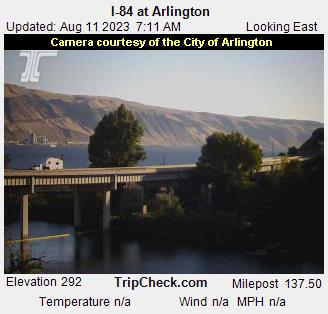 I-84 at Arlington
Updated: Aug 11 2023 7:11 AM Looking East
Camera courtesy of the City of Arlington
Elevation 292 TripCheck.com Milepost 137.50
Temperature n/a Wind n/a MPH n/a